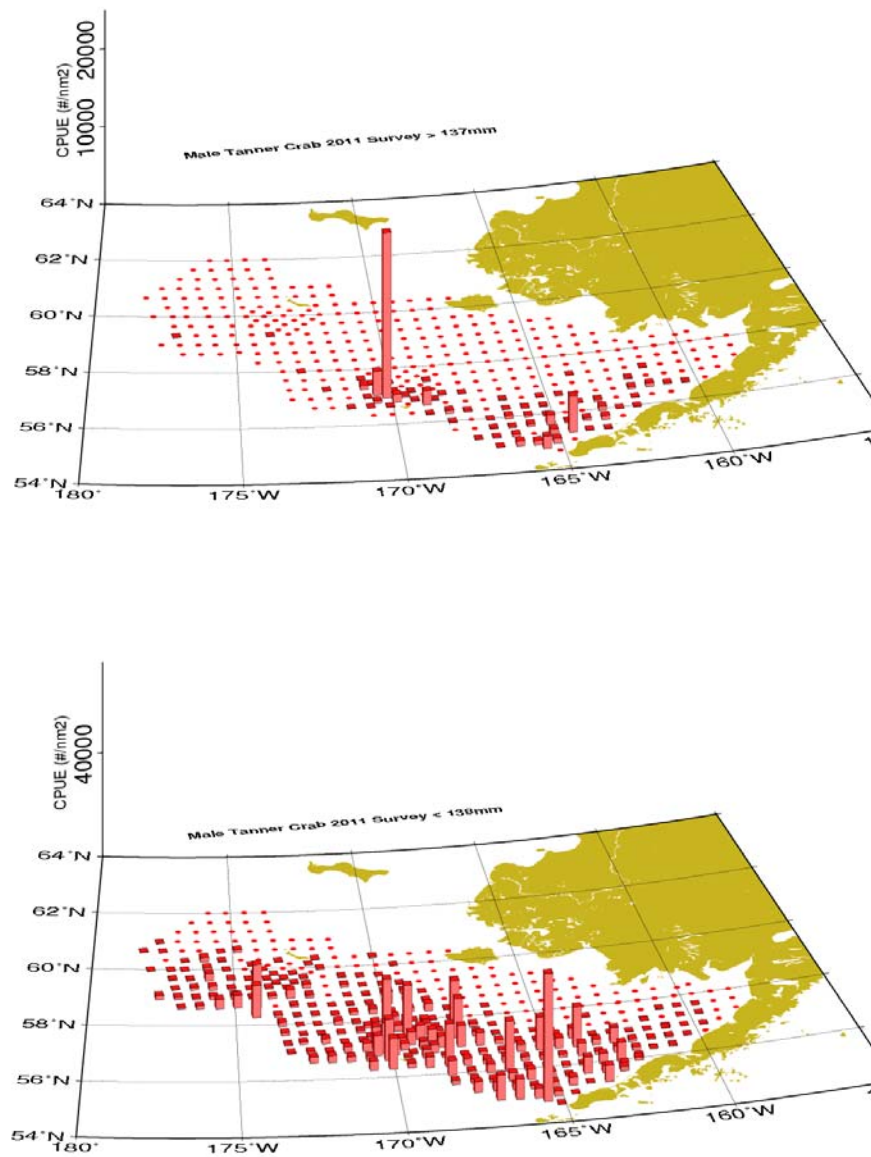 20000
10000
CPUE (#/nm2)
Male Tanner Crab 2011 Survey > 137mm
64°N
62°N
60°N
58°N
56°N
54°N
180°
175°W
170°W
165°W
160°W
40000
CPUE (#/nm2)
Male Tanner Crab 2011 Survey < 138mm
64°N
62°N
60°N
58°N
56°N
54°N
180°
175°W
170°W
165°W
160°W